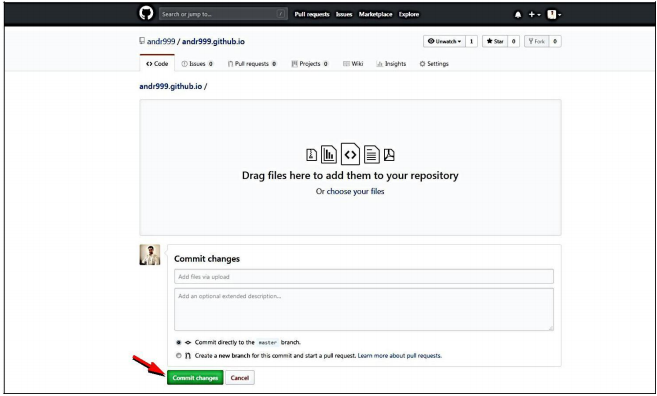 Search or jump to... /
Pull requests Issues Marketplace Explore
andr999 / andr999.github.io
Unwatch 1 Star 0 Fork 0
Code Issues 0 Pull requests 0 Projects 0 Wiki Insights Settings
andr999.github.io /
Drag files here to add them to your repository
Or choose your files
Commit changes
Add files via upload
Add an optional extended description...
Commit directly to the master branch.
Create a new branch for this commit and start a pull request. Learn more about pull requests.
Commit changes Cancel